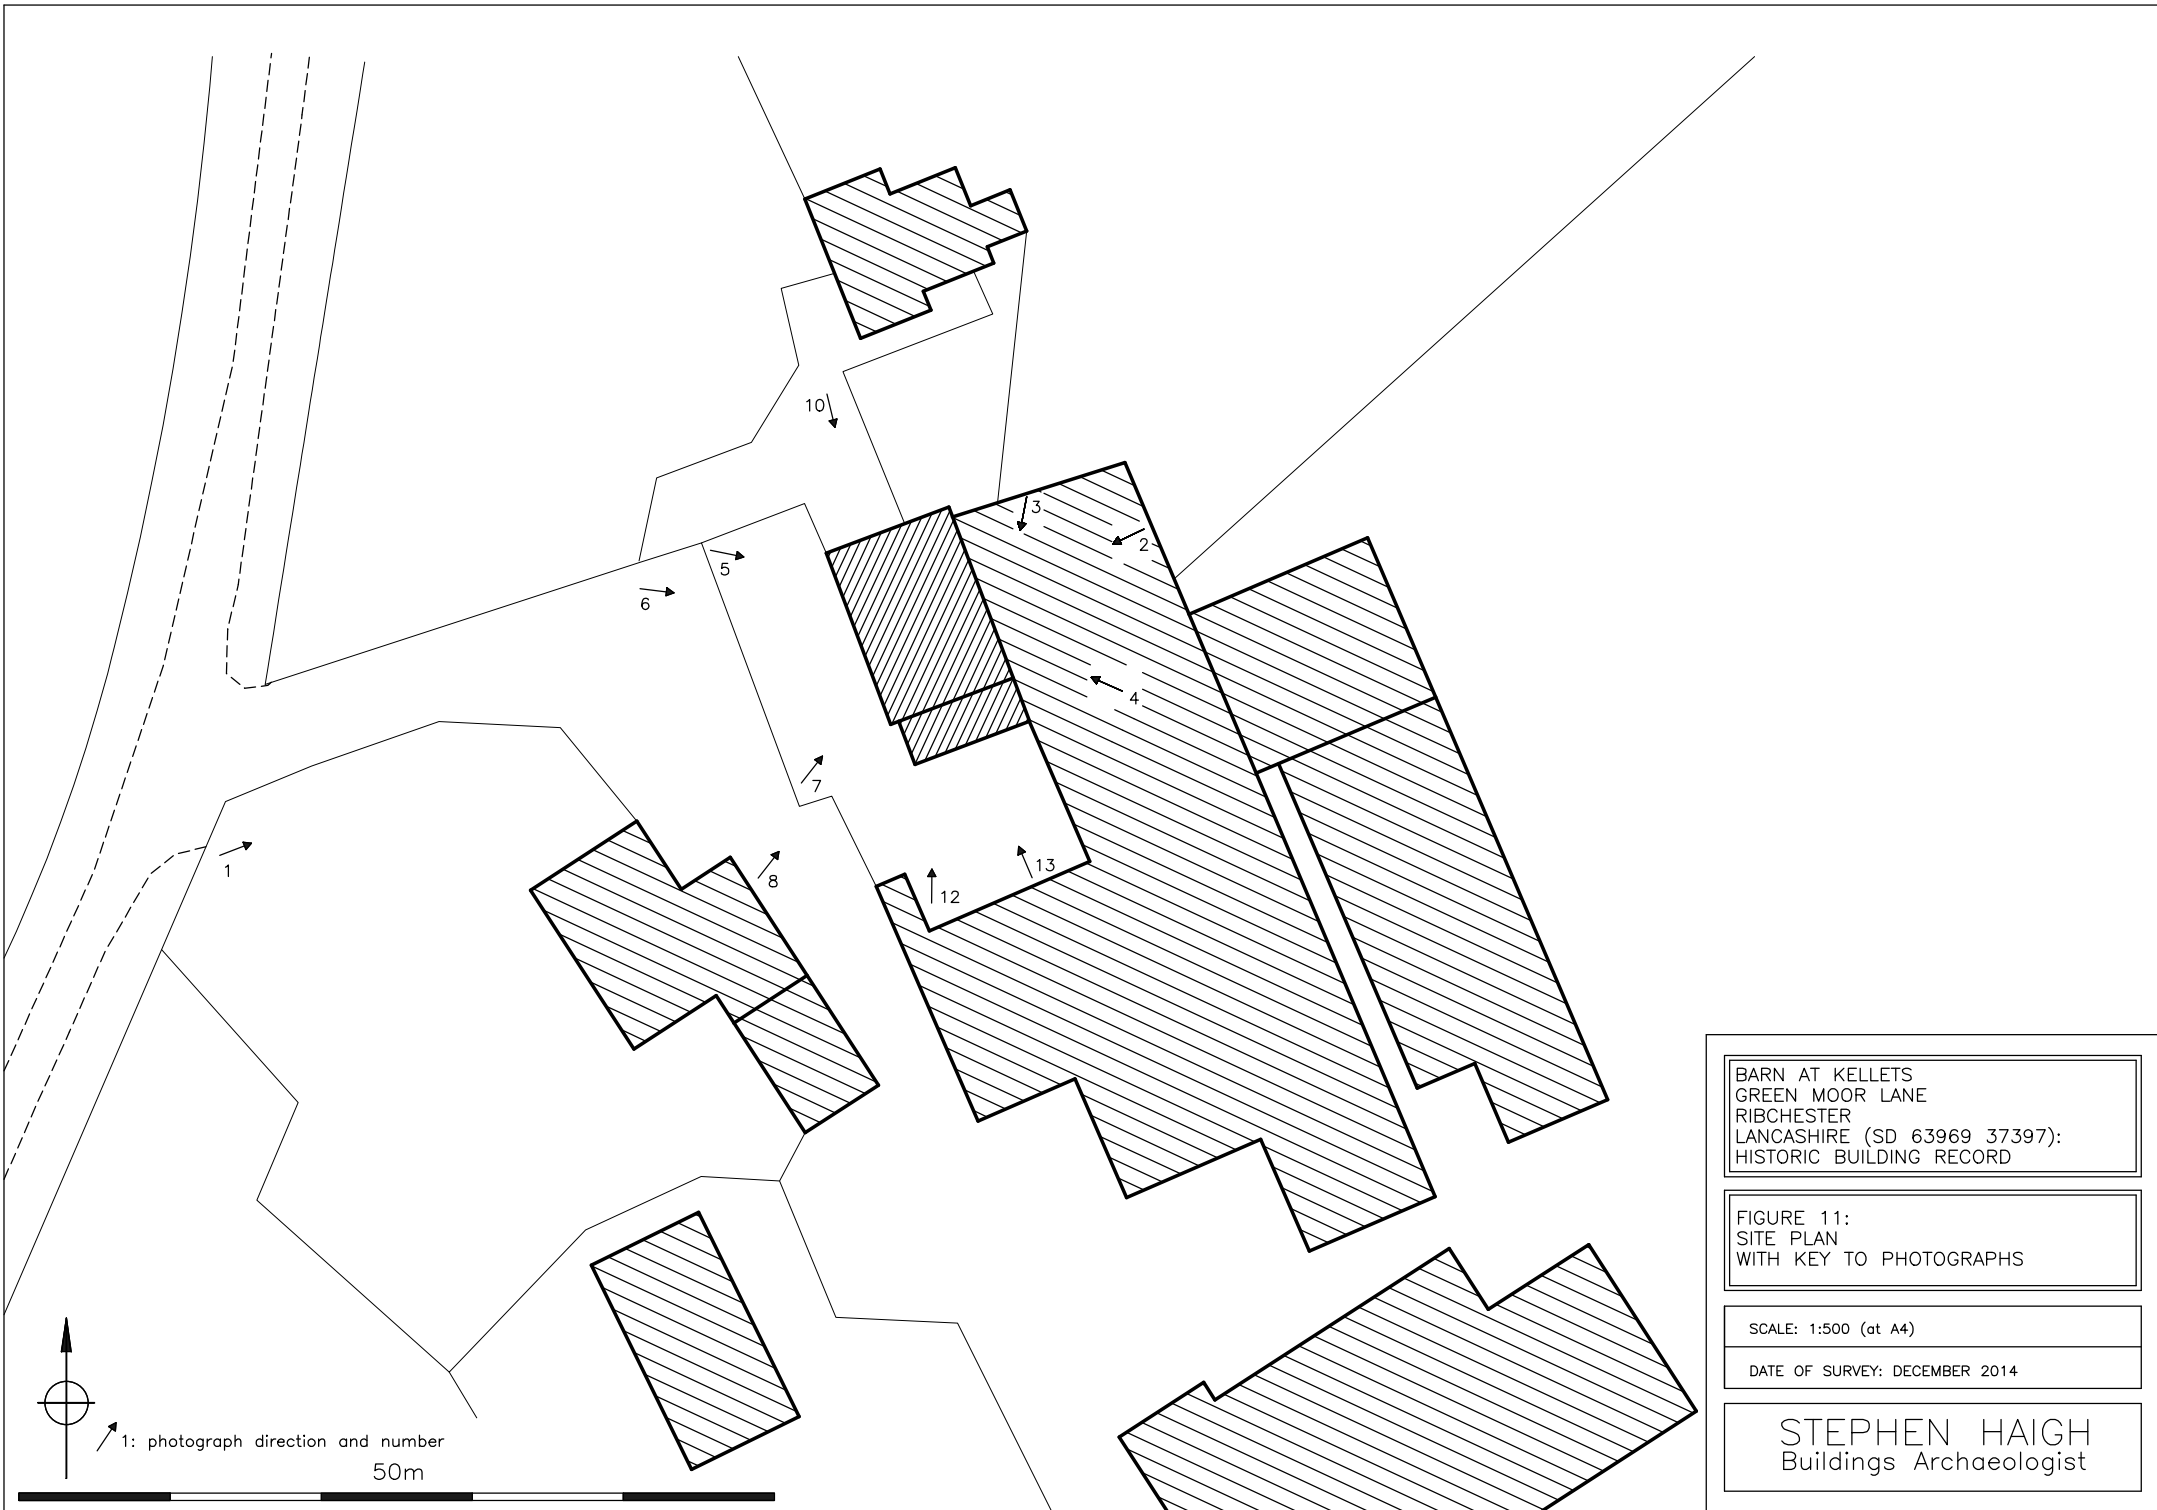 10
3
2
5
6
4
7
1
8
13
12
BARN AT KELLETS
GREEN MOOR LANE
RIBCHESTER
LANCASHIRE (SD 63969 37397):
HISTORIC BUILDING RECORD
FIGURE 11:
SITE PLAN
WITH KEY TO PHOTOGRAPHS
SCALE: 1:500 (at A4)
DATE OF SURVEY: DECEMBER 2014
STEPHEN HAIGH
Buildings Archaeologist
1: photograph direction and number
50m